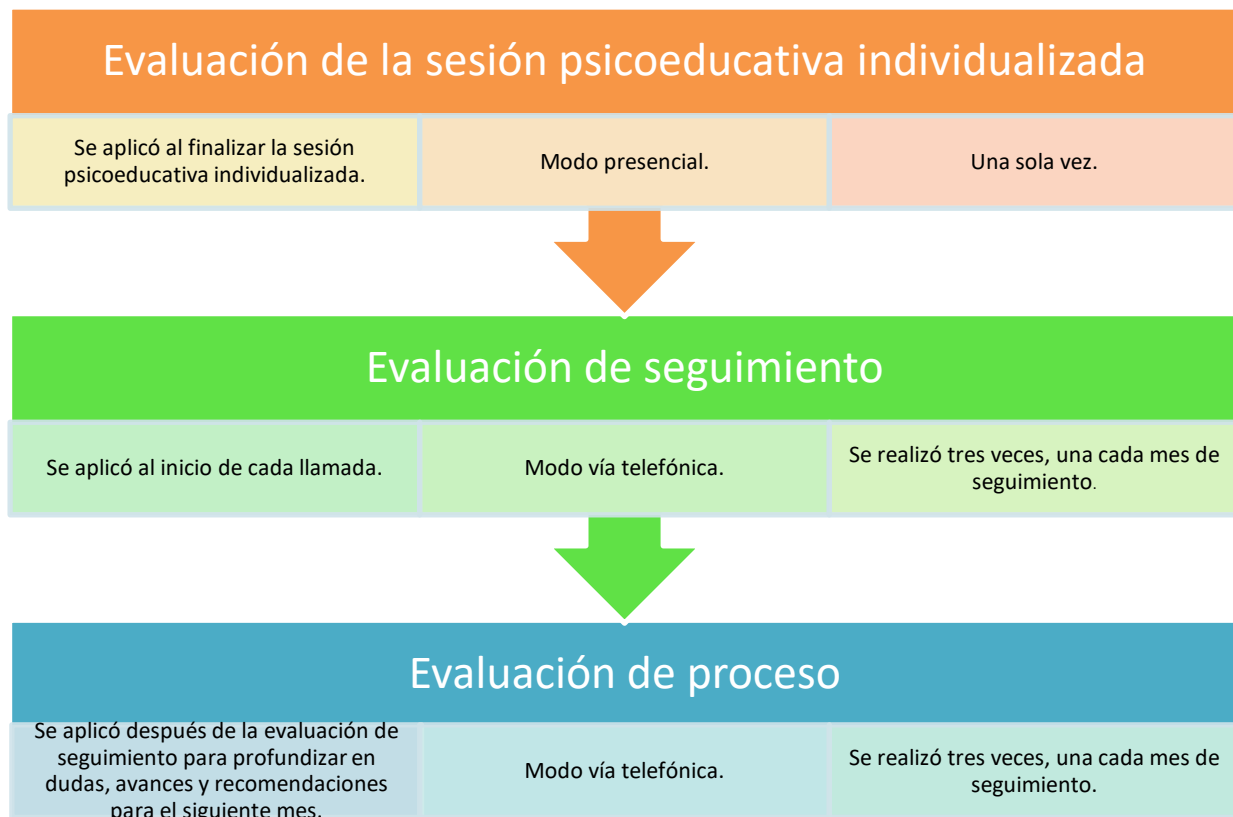 Evaluación de la sesión psicoeducativa individualizada
Se aplicó al finalizar la sesión
psicoeducativa individualizada.
Modo presencial.
Una sola vez.
Evaluación de seguimiento
Se aplicó al inicio de cada llamada.
Modo vía telefónica.
Se realizó tres veces, una cada mes de
seguimiento.
Evaluación de proceso
Se aplicó después de la evaluación de
seguimiento para profundizar en
dudas, avances y recomendaciones
para el siguiente mes.
Modo vía telefónica.
Se realizó tres veces, una cada mes de
seguimiento.